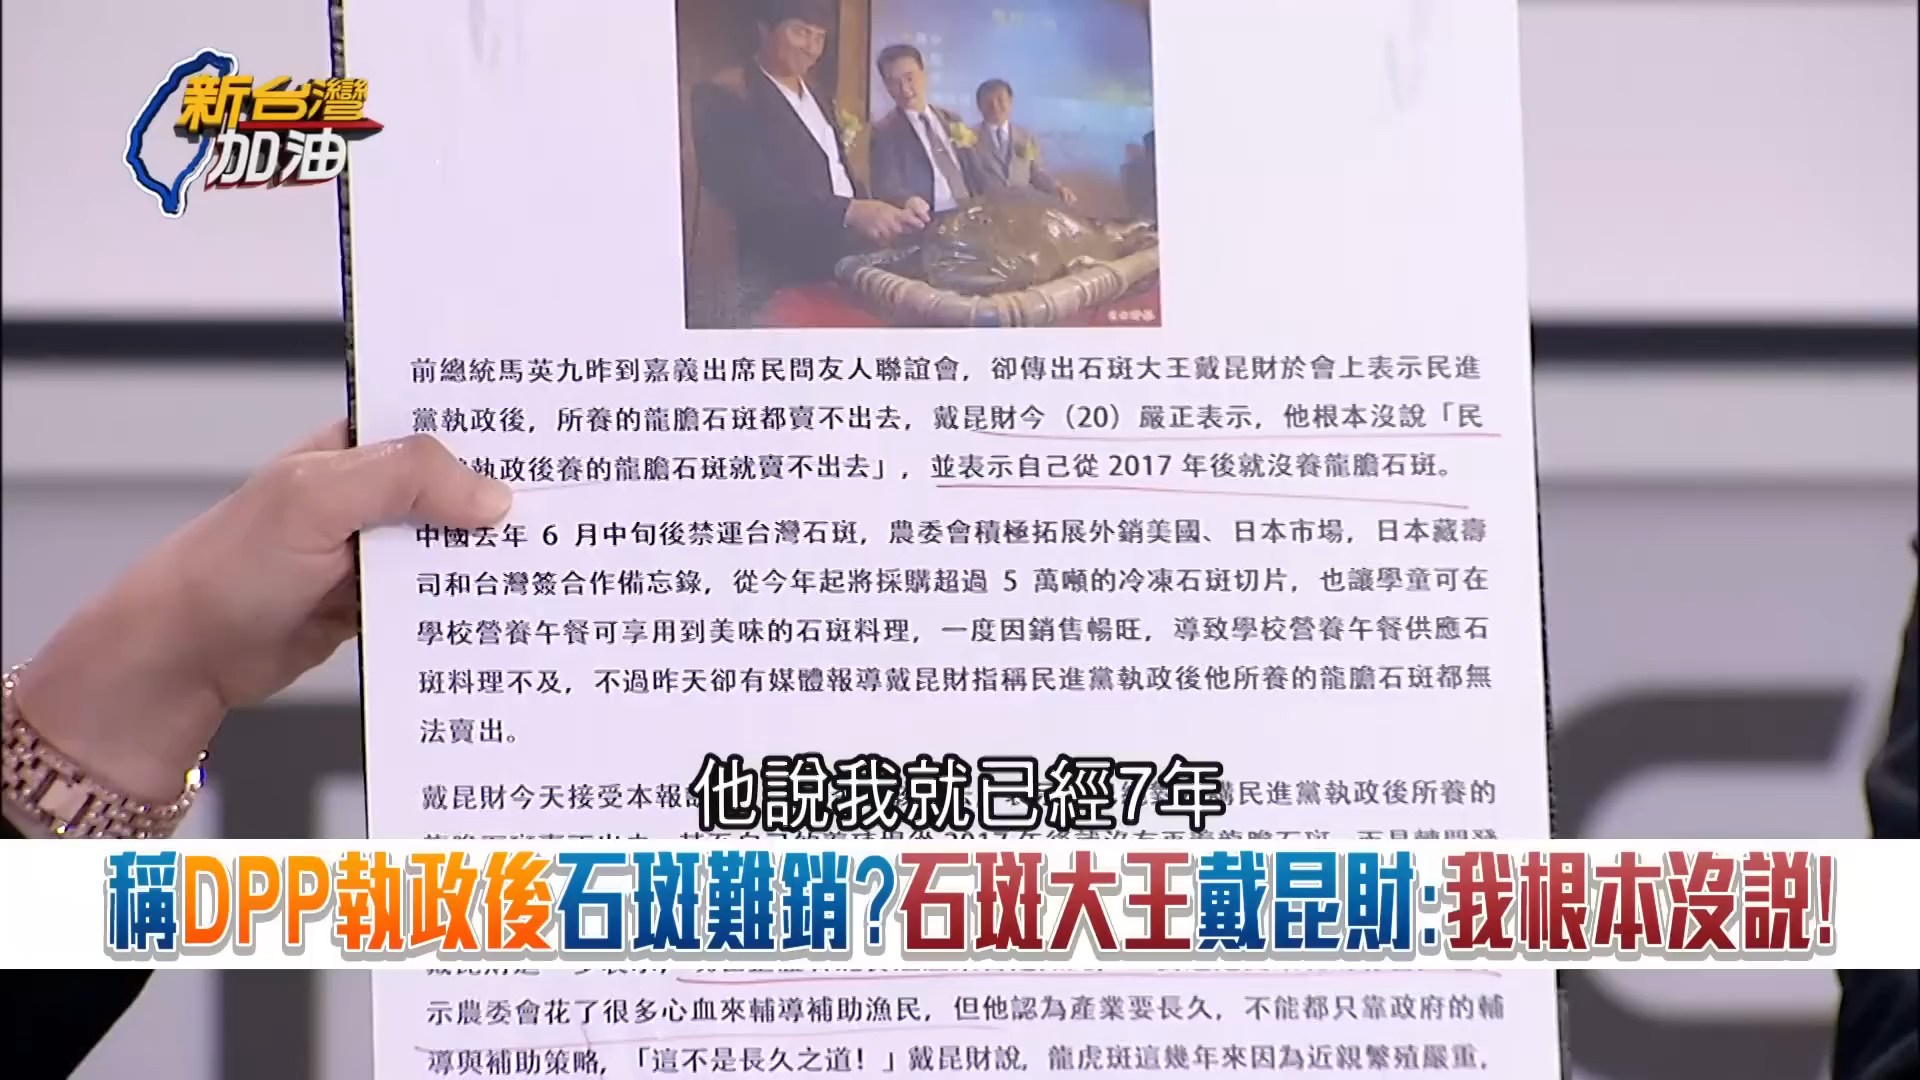 新台灣
加油
自由時報
前總統馬英九昨到嘉義出席民間友人聯誼會，卻傳出石斑大王戴昆財於會上表示民進
黨執政後，所養的龍膽石斑都賣不出去，戴昆財今（20）嚴正表示，他根本沒說「民
執政後養的龍膽石斑就賣不出去」，並表示自己從 2017 年後就沒養龍膽石斑。
中國去年 6 月中旬後禁運台灣石斑，農委會積極拓展外銷美國、日本市場，日本藏壽
司和台灣簽合作備忘錄，從今年起將採購超過 5 萬噸的冷凍石斑切片，也讓學童可在
學校營養午餐可享用到美味的石斑料理，一度因銷售暢旺，導致學校營養午餐供應石
斑料理不及，不過昨天卻有媒體報導戴昆財指稱民進黨執政後他所養的龍膽石斑都無
法賣出。
他說我就已經7年
戴昆財今天接受本報 民進黨執政後所養的
稱DPP執政後石斑難銷?石斑大王戴昆財:我根本沒說!
示農委會花了很多心血來輔導補助漁民，但他認為產業要長久，不能都只靠政府的輔
導與補助策略，「這不是長久之道！」戴昆財說，龍虎斑這幾年來因為近親繁殖嚴重，